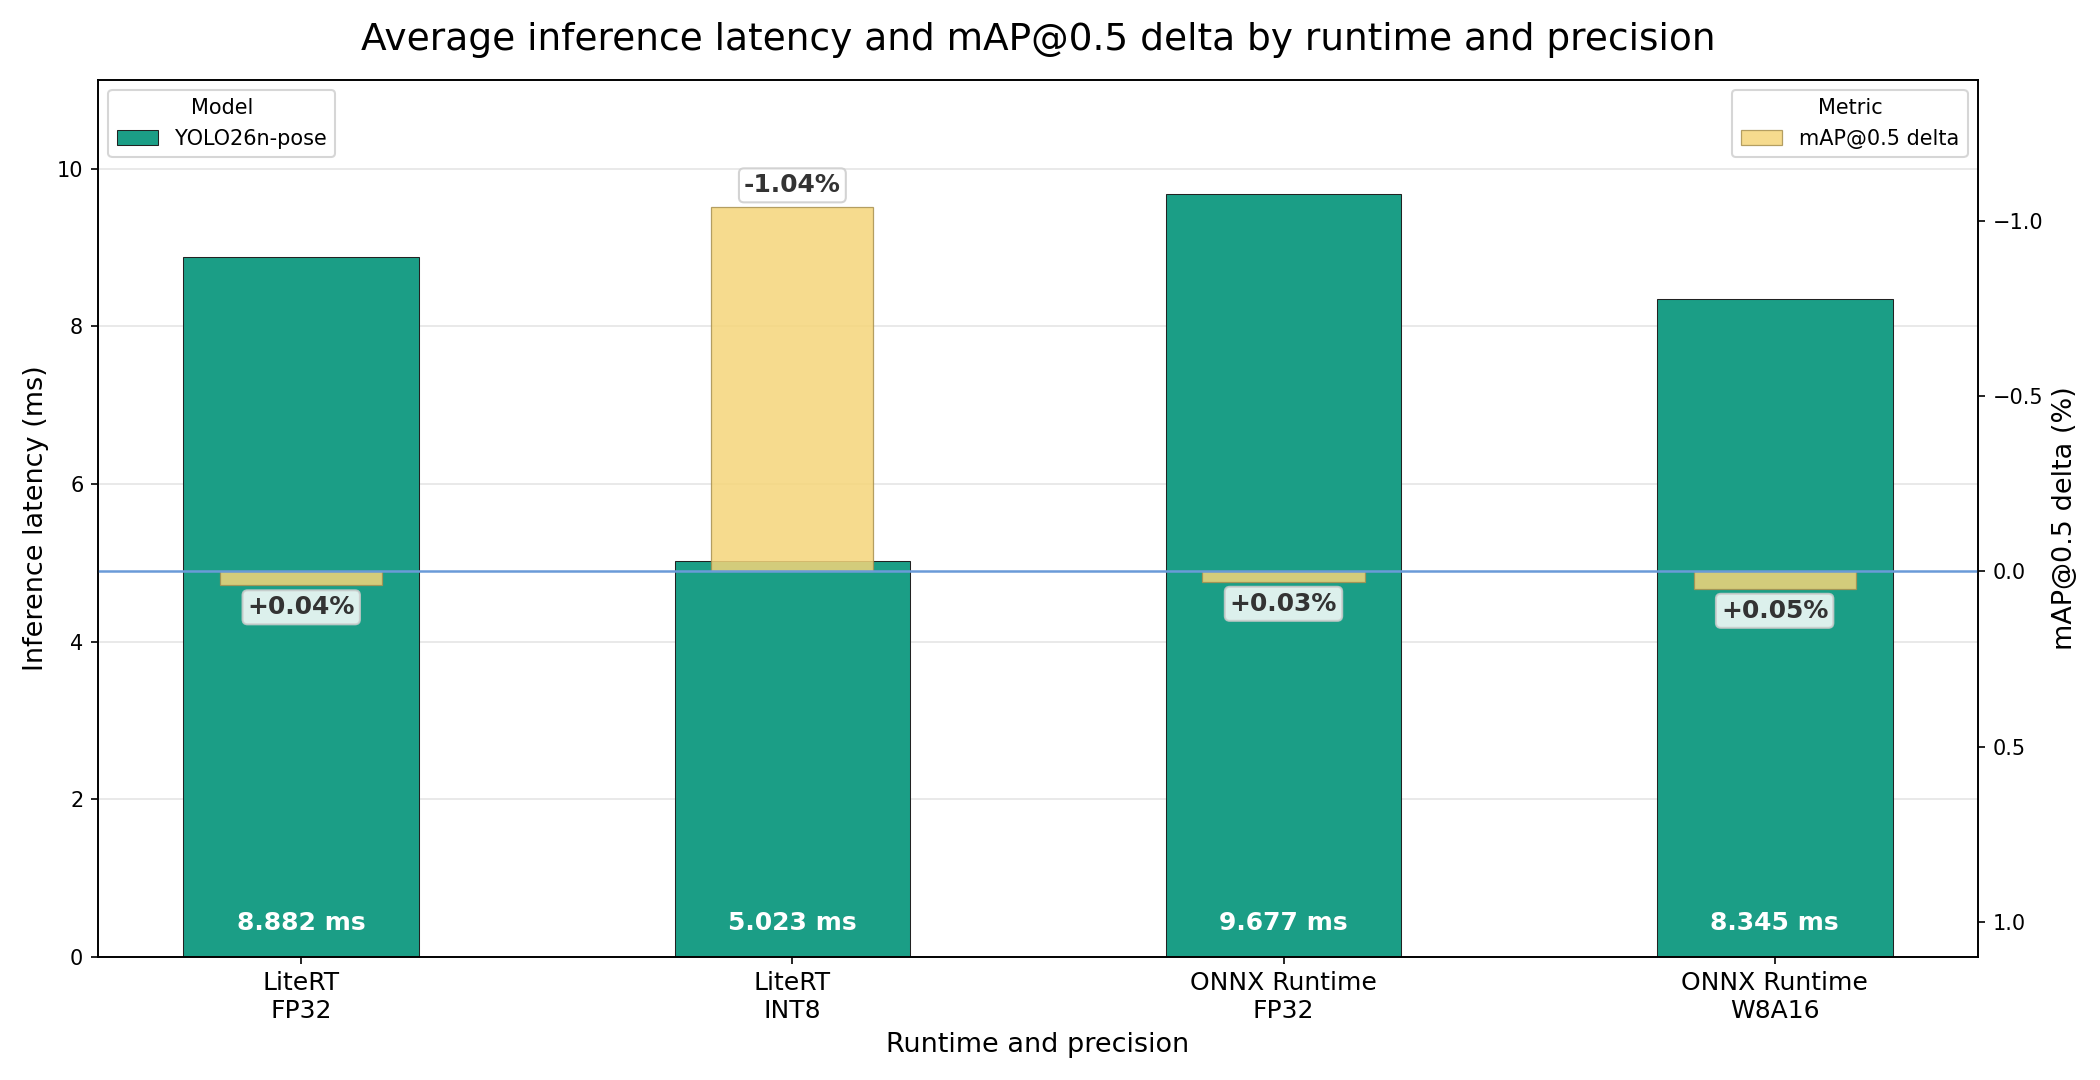 Average inference latency and mAP@0.5 delta by runtime and precision
Model
YOLO26n-pose
Metric
mAP@0.5 delta
Inference latency (ms)
10
8
6
4
2
0
-1.04%
+0.04%
+0.03%
+0.05%
8.882 ms
5.023 ms
9.677 ms
8.345 ms
−1.0
−0.5
0.0
0.5
1.0
mAP@0.5 delta (%)
LiteRT
FP32
LiteRT
INT8
ONNX Runtime
FP32
ONNX Runtime
W8A16
Runtime and precision